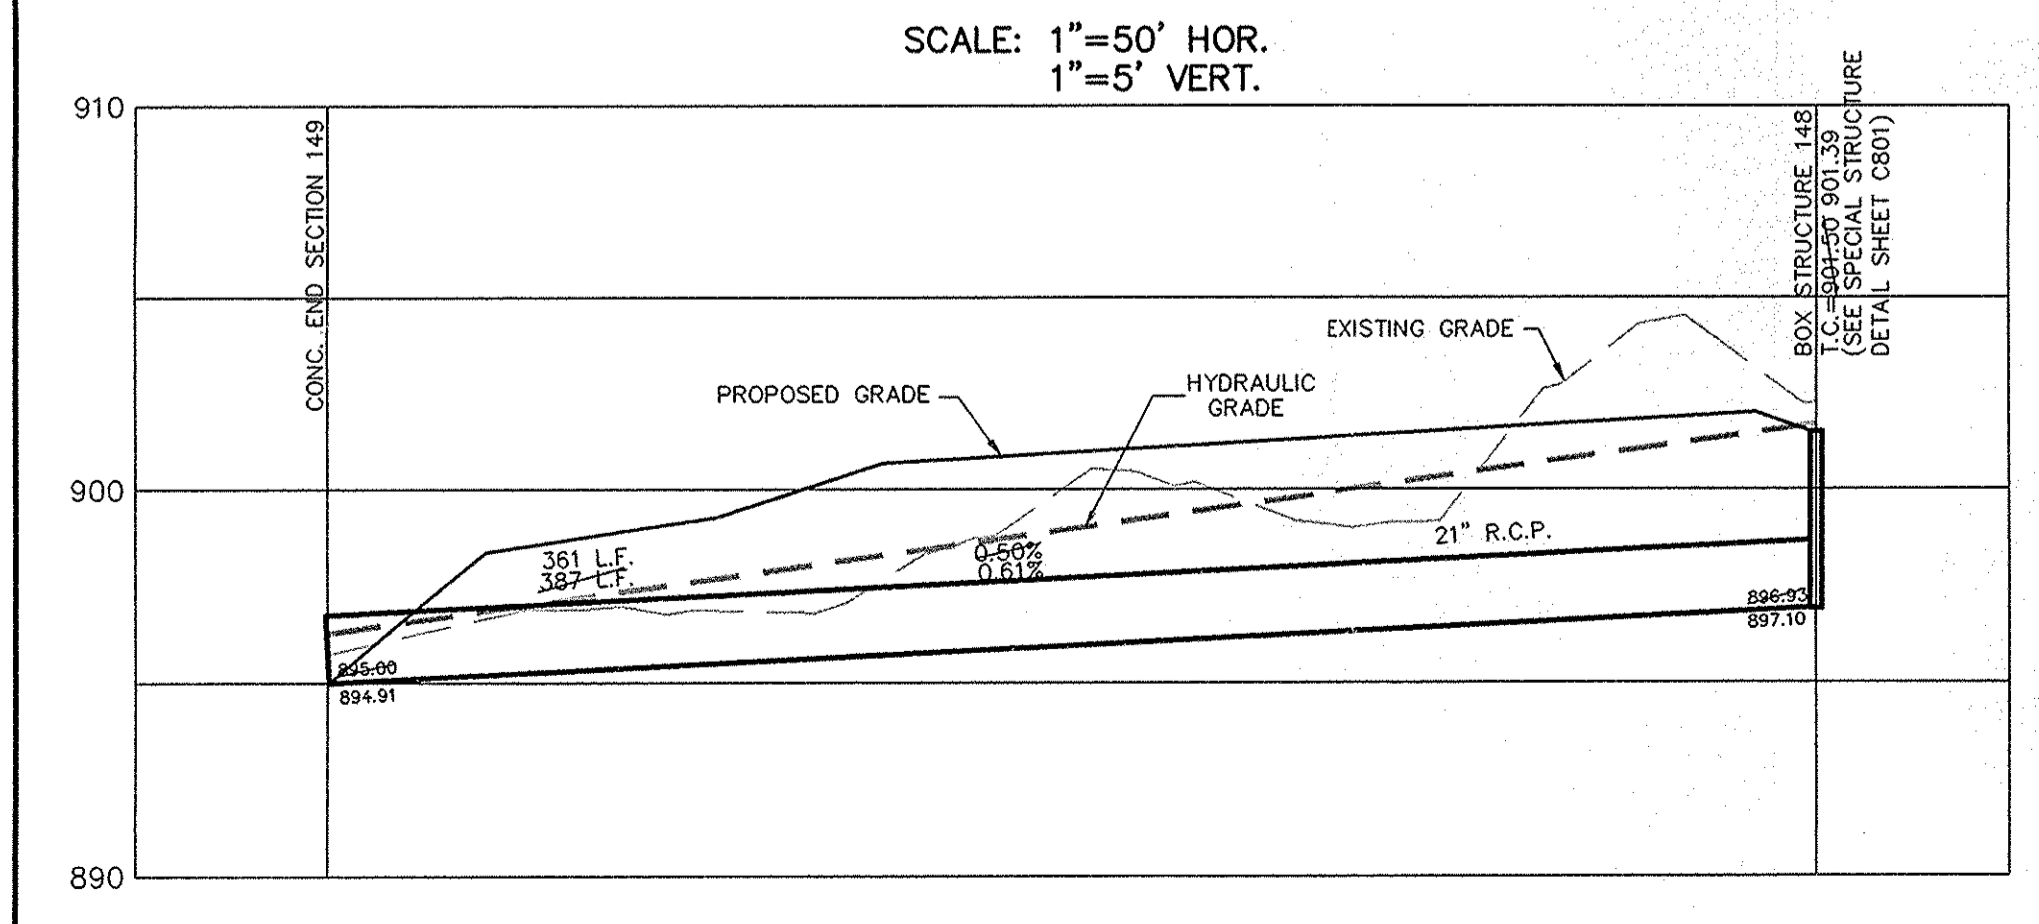 SCALE: 1"=50' HOR.
1"=5' VERT.
910
CONC. END SECTION 149
BOX STRUCTURE 148
T.C.=901.50 901.39
(SEE SPECIAL STRUCTURE
DETAL SHEET C801)
EXISTING GRADE
PROPOSED GRADE
HYDRAULIC
GRADE
900
361 L.F.
387 L.F.
0.50%
0.61%
21" R.C.P.
896.93
897.10
895.00
894.91
890